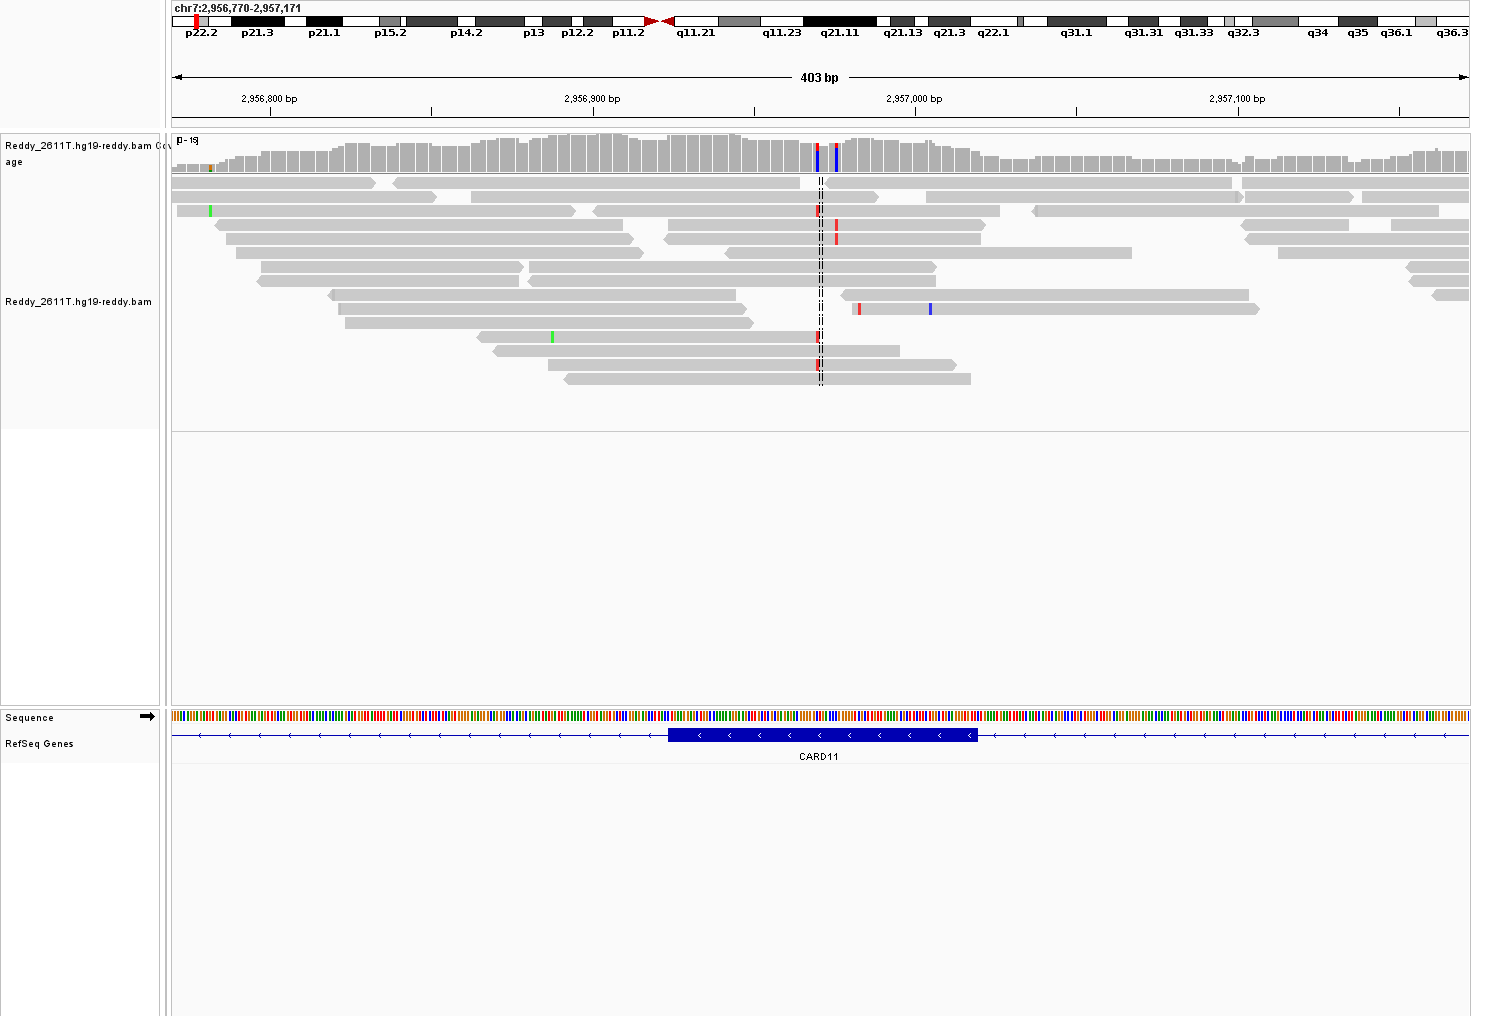 chr7:2,956,770-2,957,171
p22.2 p21.3 p21.1 p15.2 p14.2 p13 p12.2 p11.2 q11.21 q11.23 q21.11 q21.13 q21.3 q22.1 q31.1 q31.31 q31.33 q32.3 q34 q35 q36.1 q36.3
403 bp
2,956,800 bp 2,956,900 bp 2,957,000 bp 2,957,100 bp
[0 - 19]
Reddy_2611T.hg19-reddy.bam Cov
age
Reddy_2611T.hg19-reddy.bam
Sequence
RefSeq Genes
CARD11